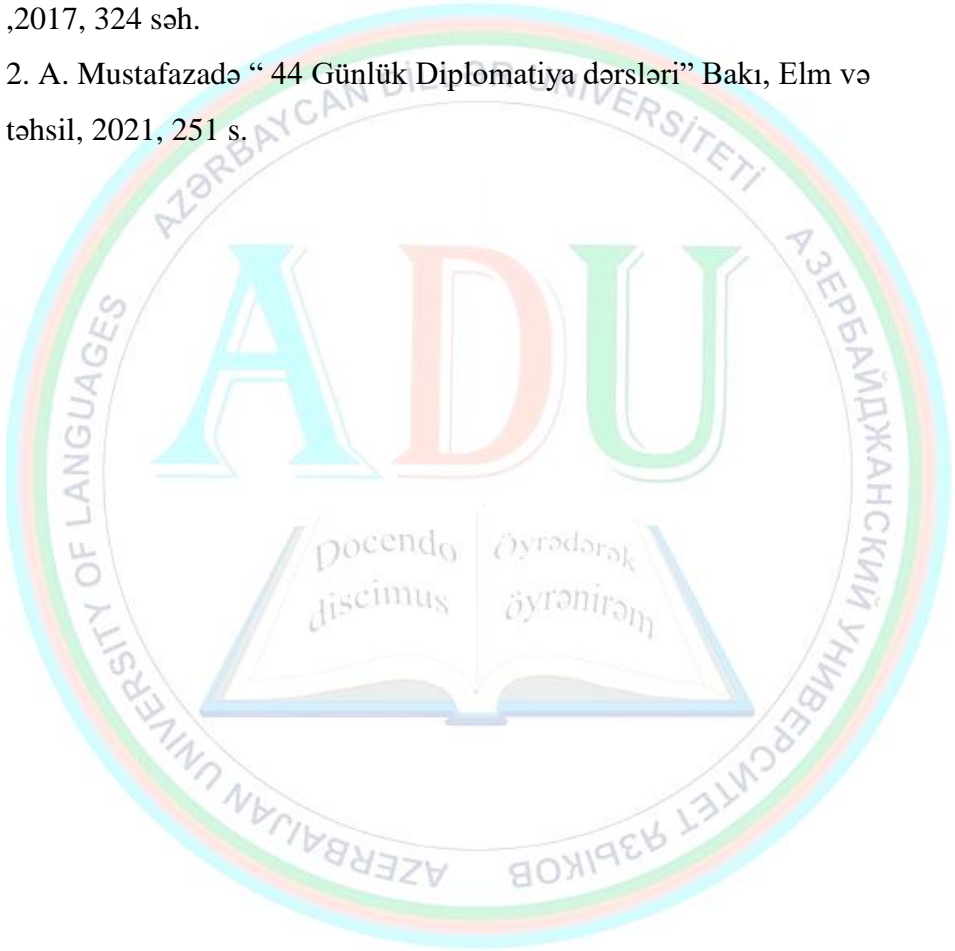 ,2017, 324 səh.
2. A. Mustafazadə “ 44 Günlük Diplomatiya dərsləri” Bakı, Elm və
təhsil, 2021, 251 s.
AZƏRBAYCAN DİLLƏR UNİVERSİTETİ
АЗЕРБАЙДЖАНСКИЙ УНИВЕРСИТЕТ ЯЗЫКОВ
AZERBAIJAN UNIVERSITY OF LANGUAGES
ADU
Docendo
discimus
Öyrədərək
öyrənirəm